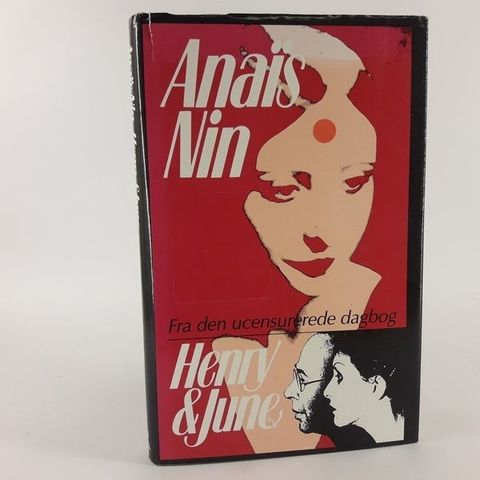 Anaïs
Nin
Fra den ucensurerede dagbog
Henry
& June